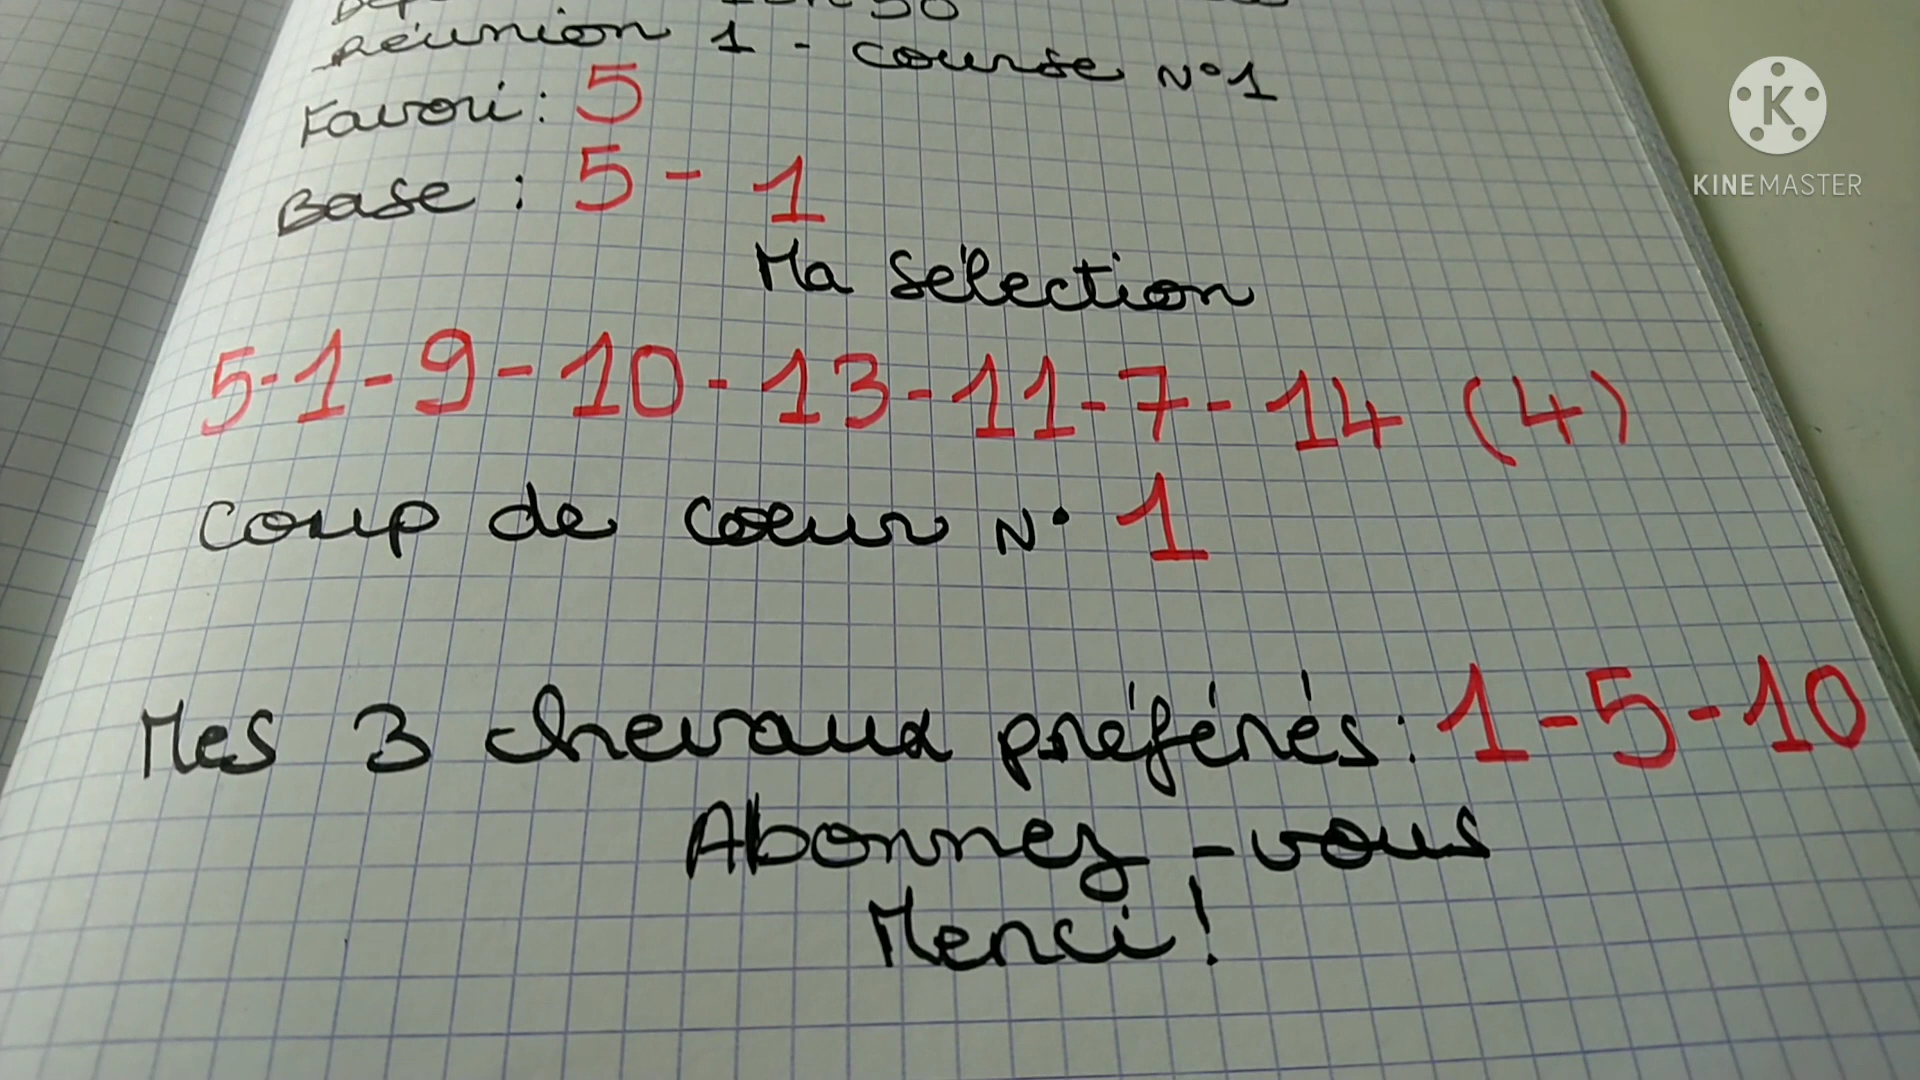 Réunion 1 - course N°1
Favori : 5
Base : 5 - 1
Ma sélection
5-1-9-10-13-11-7-14 (4)
Coup de cœur N° 1
Mes 3 chevaux préférés : 1-5-10
Abonnez-vous
Merci !
KINEMASTER